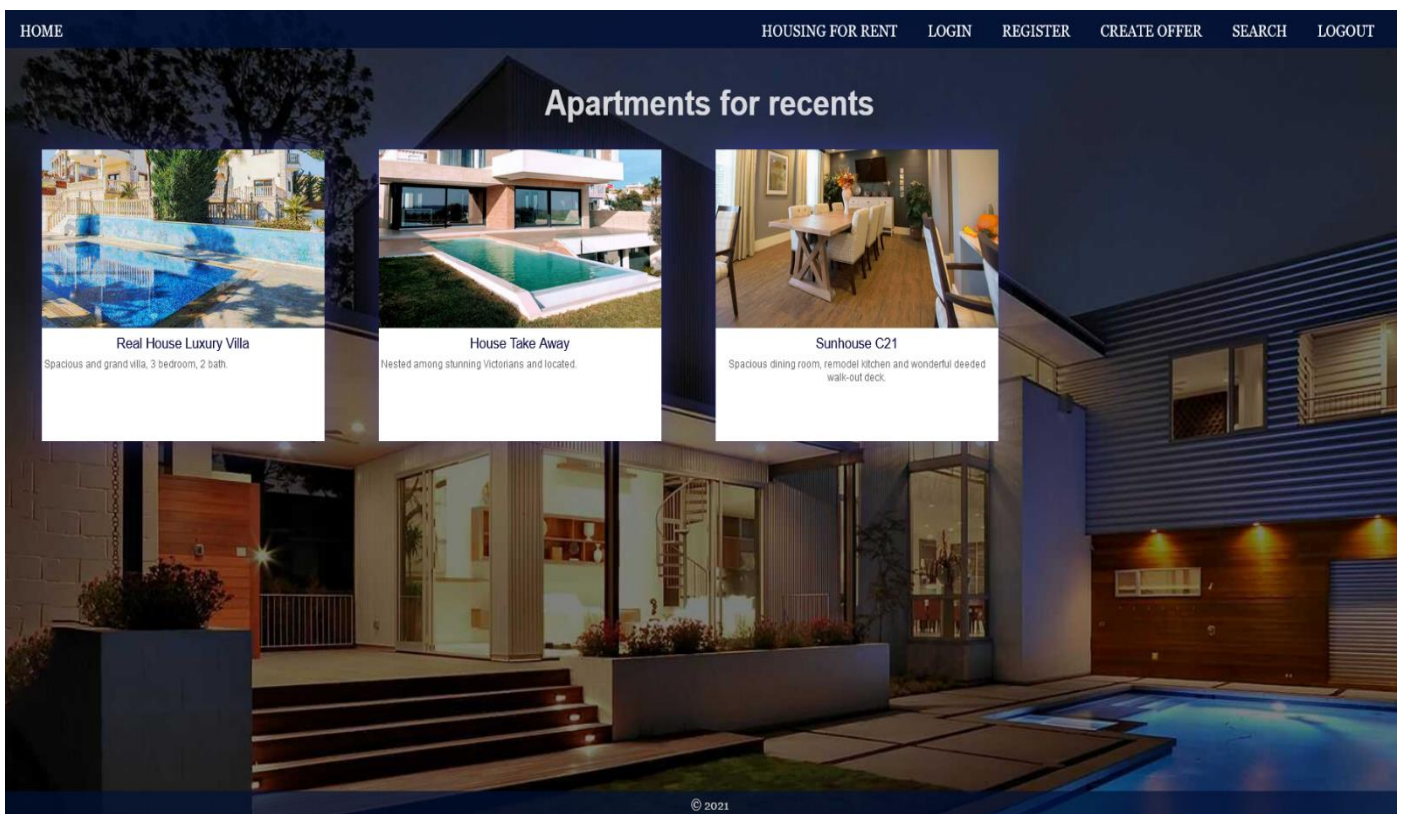 HOME HOUSING FOR RENT LOGIN REGISTER CREATE OFFER SEARCH LOGOUT
Apartments for recents
Real House Luxury Villa
Spacious and grand villa, 3 bedroom, 2 bath.
House Take Away
Nested among stunning Victorians and located.
Sunhouse C21
Spacious dining room, remodel kitchen and wonderful deeded
walk-out deck.
© 2021